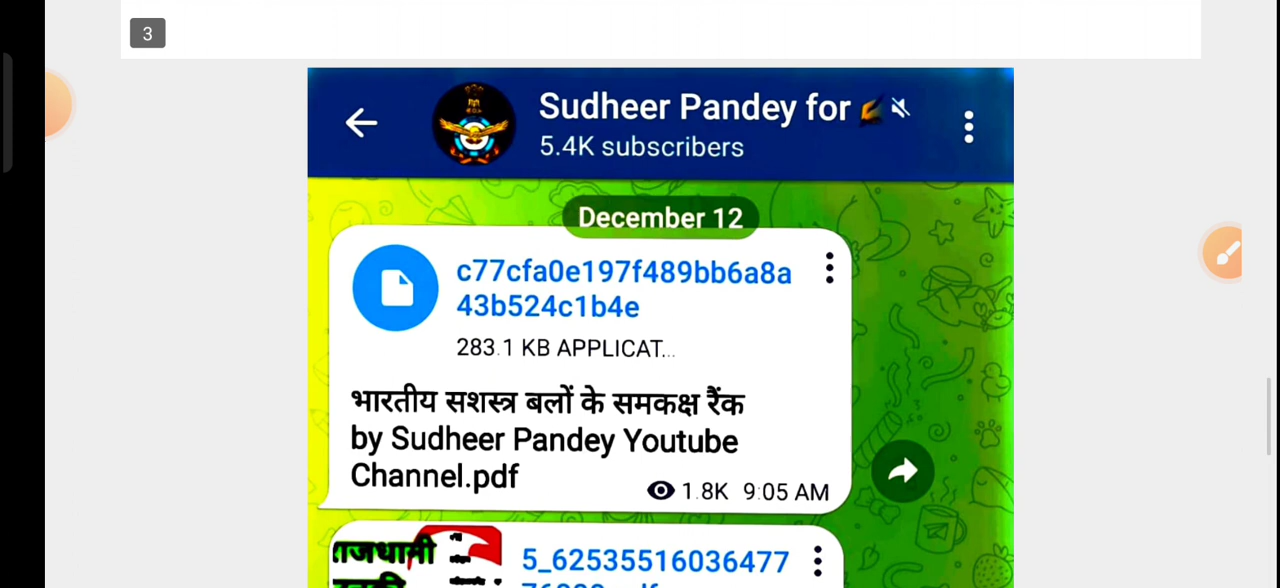 3
Sudheer Pandey for
5.4K subscribers
December 12
c77cfa0e197f489bb6a8a
43b524c1b4e
283.1 KB APPLICAT...
भारतीय सशस्त्र बलों के समकक्ष रैंक
by Sudheer Pandey Youtube
Channel.pdf
1.8K 9:05 AM
राजधानी
5_62535516036477